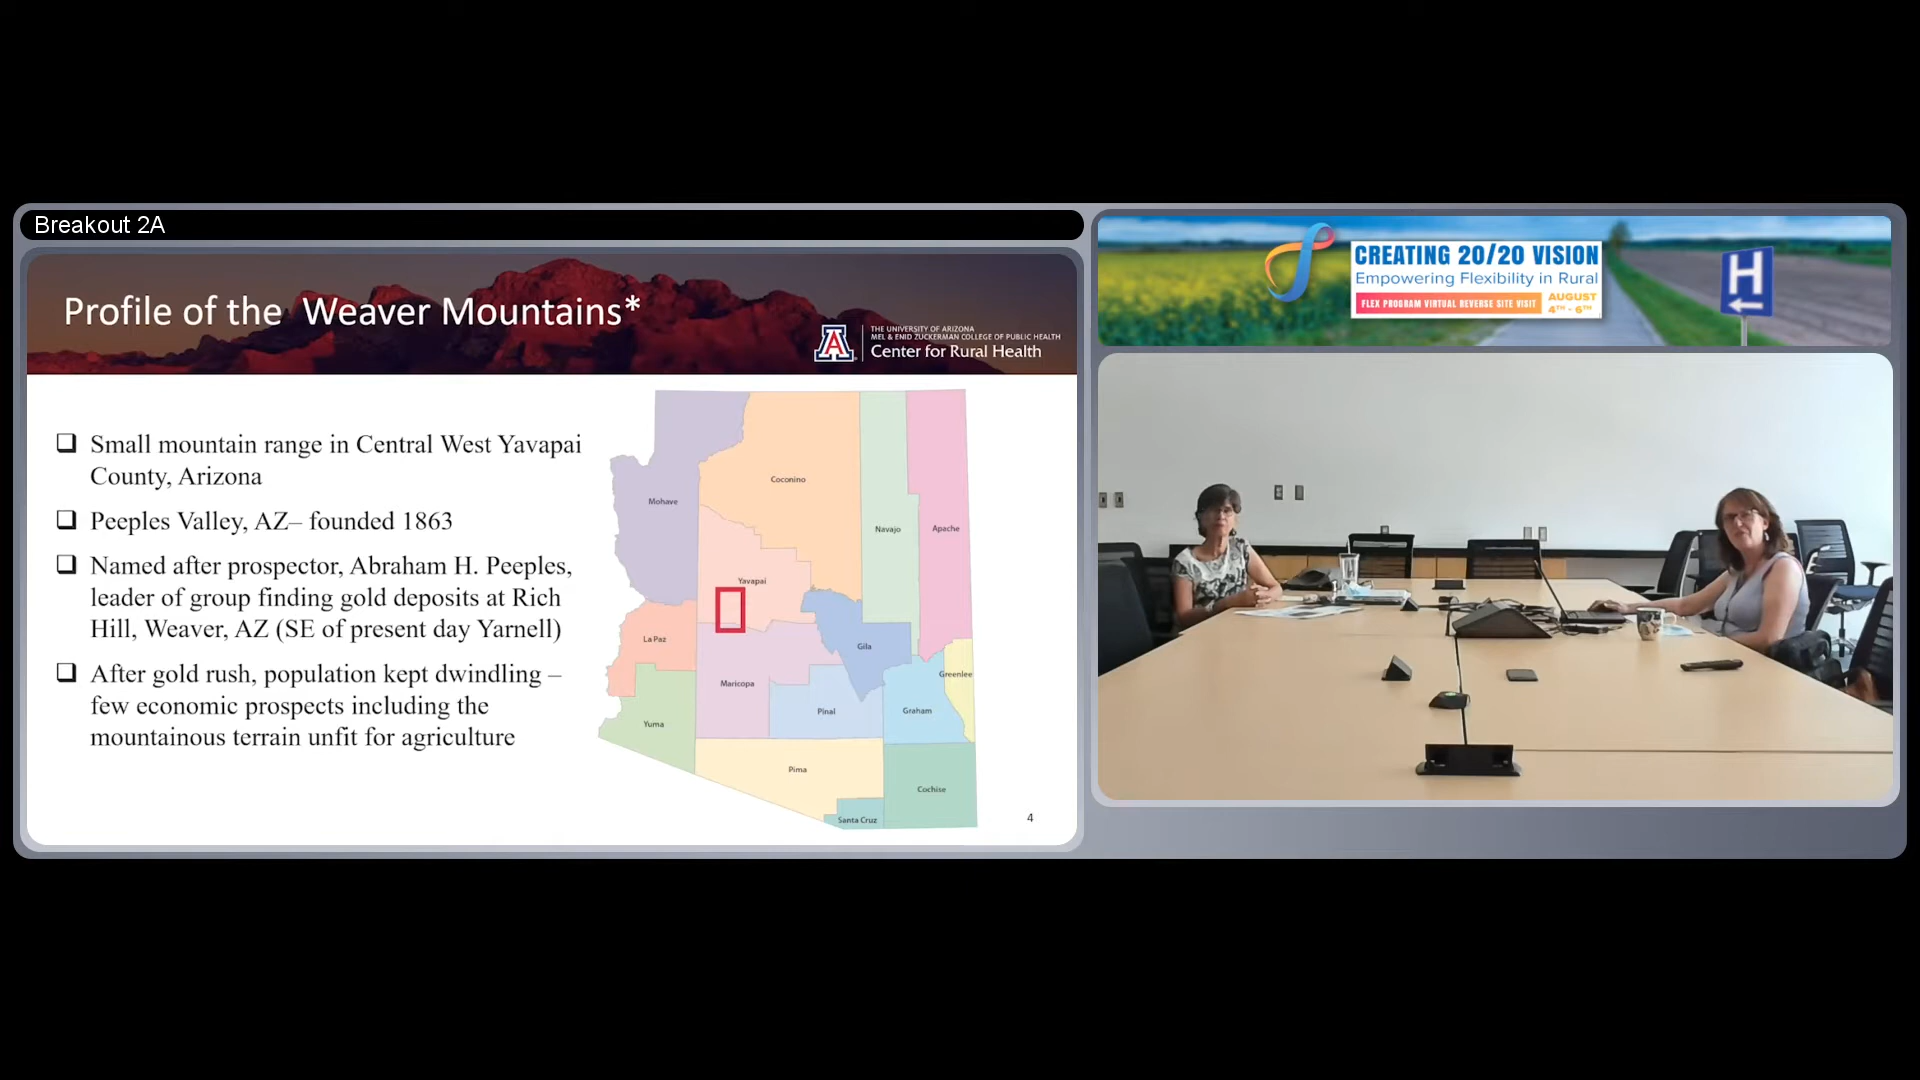 Breakout 2A
Profile of the Weaver Mountains*
THE UNIVERSITY OF ARIZONA
MEL & ENID ZUCKERMAN COLLEGE OF PUBLIC HEALTH
Center for Rural Health
A
❑ Small mountain range in Central West Yavapai
County, Arizona
❑ Peeples Valley, AZ– founded 1863
❑ Named after prospector, Abraham H. Peeples,
leader of group finding gold deposits at Rich
Hill, Weaver, AZ (SE of present day Yarnell)
❑ After gold rush, population kept dwindling –
few economic prospects including the
mountainous terrain unfit for agriculture
Mohave
Coconino
Navajo
Apache
Yavapai
La Paz
Gila
Maricopa
Greenlee
Yuma
Pinal
Graham
Pima
Cochise
Santa Cruz
4
CREATING 20/20 VISION
Empowering Flexibility in Rural
FLEX PROGRAM VIRTUAL REVERSE SITE VISIT
AUGUST
4TH - 6TH
H